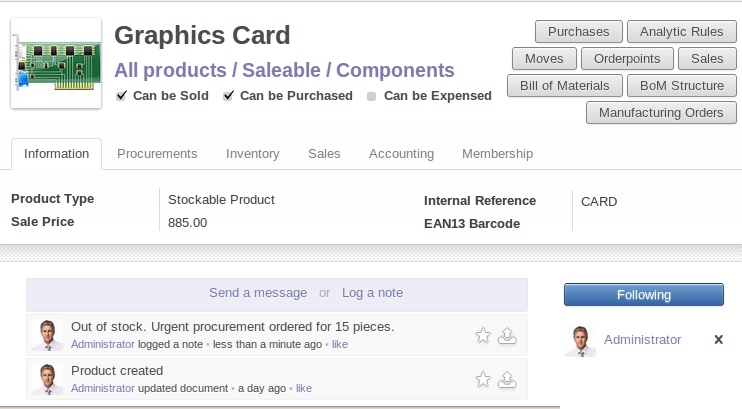 Graphics Card
All products / Saleable / Components
Can be Sold Can be Purchased Can be Expensed
Purchases Analytic Rules
Moves Orderpoints Sales
Bill of Materials BoM Structure
Manufacturing Orders
Information Procurements Inventory Sales Accounting Membership
Product Type Stockable Product
Sale Price 885.00
Internal Reference CARD
EAN13 Barcode
Send a message or Log a note
Out of stock. Urgent procurement ordered for 15 pieces.
Administrator logged a note • less than a minute ago • like
Product created
Administrator updated document • a day ago • like
Following
Administrator x